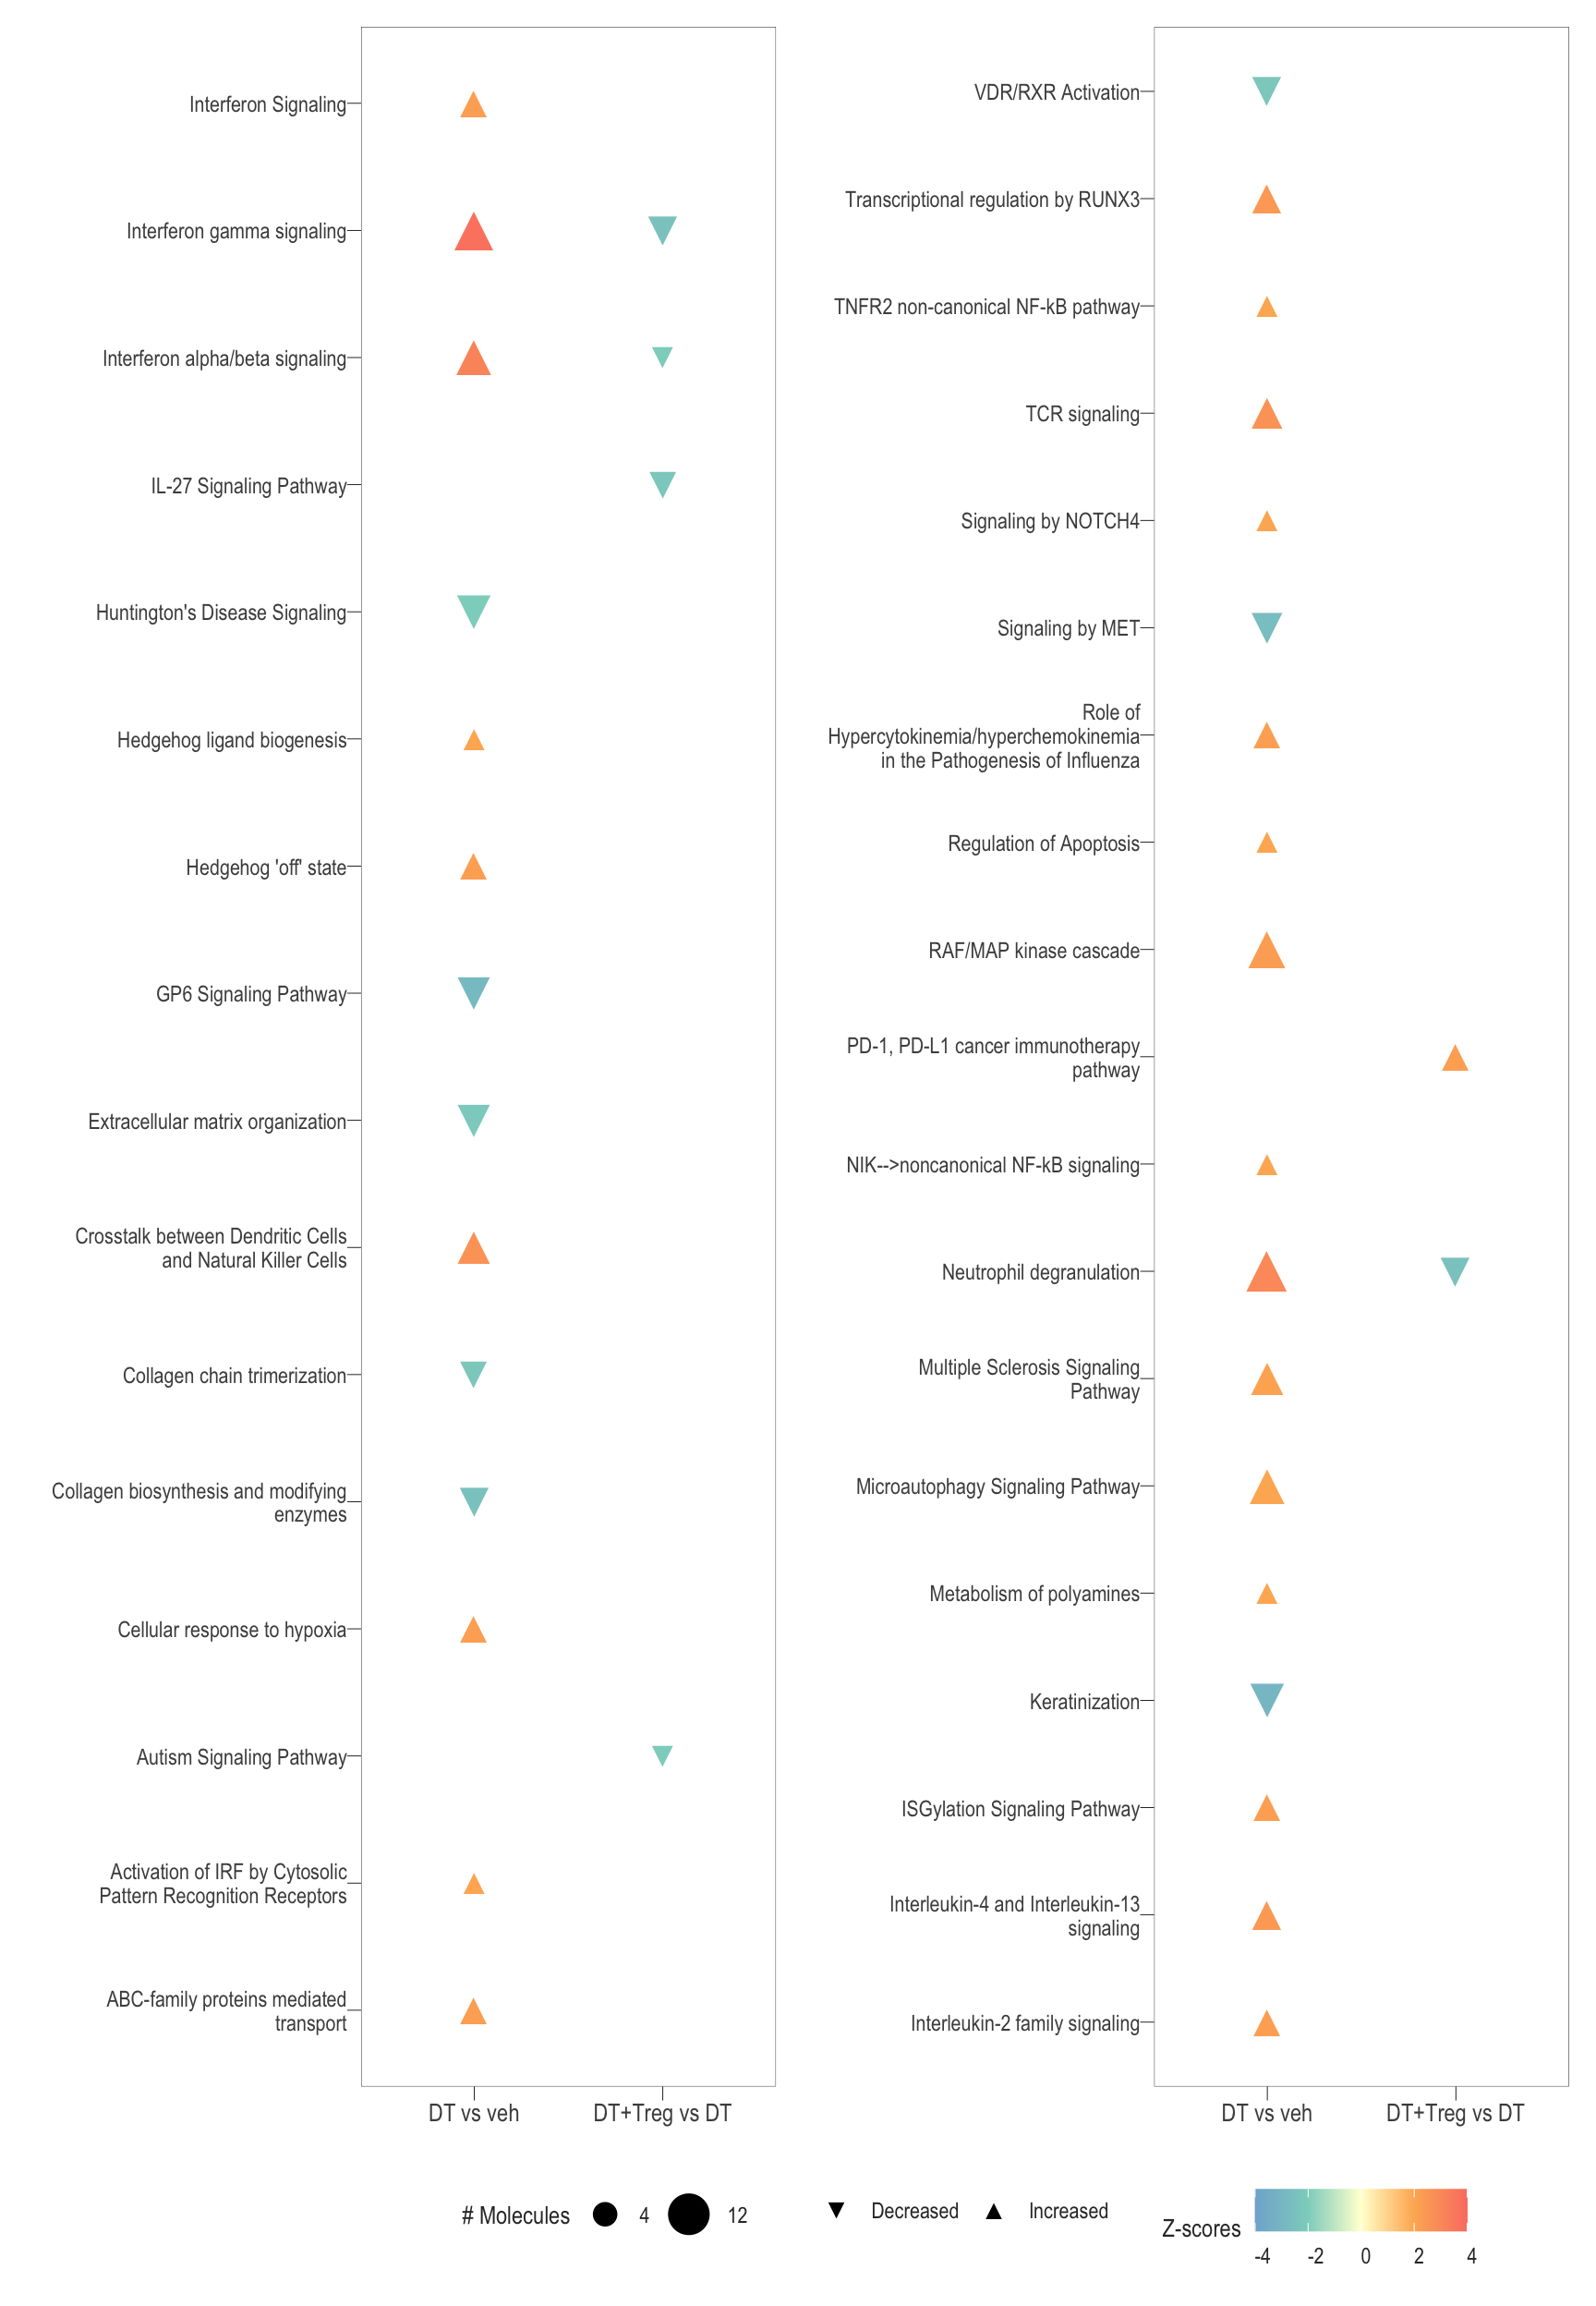 Interferon Signaling
Interferon gamma signaling
Interferon alpha/beta signaling
IL-27 Signaling Pathway
Huntington's Disease Signaling
Hedgehog ligand biogenesis
Hedgehog 'off' state
GP6 Signaling Pathway
Extracellular matrix organization
Crosstalk between Dendritic Cells
and Natural Killer Cells
Collagen chain trimerization
Collagen biosynthesis and modifying
enzymes
Cellular response to hypoxia
Autism Signaling Pathway
Activation of IRF by Cytosolic
Pattern Recognition Receptors
ABC-family proteins mediated
transport
DT vs veh
DT+Treg vs DT
VDR/RXR Activation
Transcriptional regulation by RUNX3
TNFR2 non-canonical NF-kB pathway
TCR signaling
Signaling by NOTCH4
Signaling by MET
Role of
Hypercytokinemia/hyperchemokinemia
in the Pathogenesis of Influenza
Regulation of Apoptosis
RAF/MAP kinase cascade
PD-1, PD-L1 cancer immunotherapy
pathway
NIK-->noncanonical NF-kB signaling
Neutrophil degranulation
Multiple Sclerosis Signaling
Pathway
Microautophagy Signaling Pathway
Metabolism of polyamines
Keratinization
ISGylation Signaling Pathway
Interleukin-4 and Interleukin-13
signaling
Interleukin-2 family signaling
DT vs veh
DT+Treg vs DT
# Molecules 4 12
Decreased Increased
Z-scores
-4 -2 0 2 4